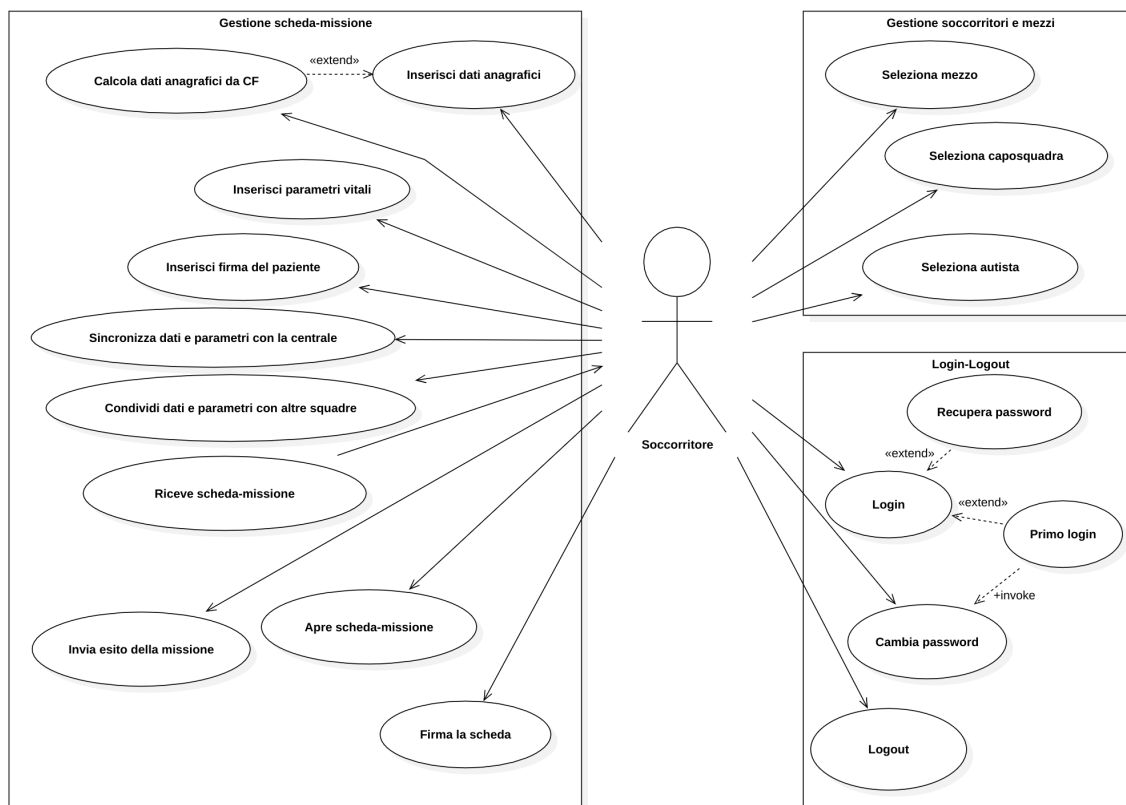 Gestione scheda-missione
Calcola dati anagrafici da CF
«extend»
Inserisci dati anagrafici
Inserisci parametri vitali
Inserisci firma del paziente
Sincronizza dati e parametri con la centrale
Condividi dati e parametri con altre squadre
Riceve scheda-missione
Invia esito della missione
Apre scheda-missione
Firma la scheda
Soccorritore
Gestione soccorritori e mezzi
Seleziona mezzo
Seleziona caposquadra
Seleziona autista
Login-Logout
Recupera password
«extend»
Login
«extend»
Primo login
+invoke
Cambia password
Logout